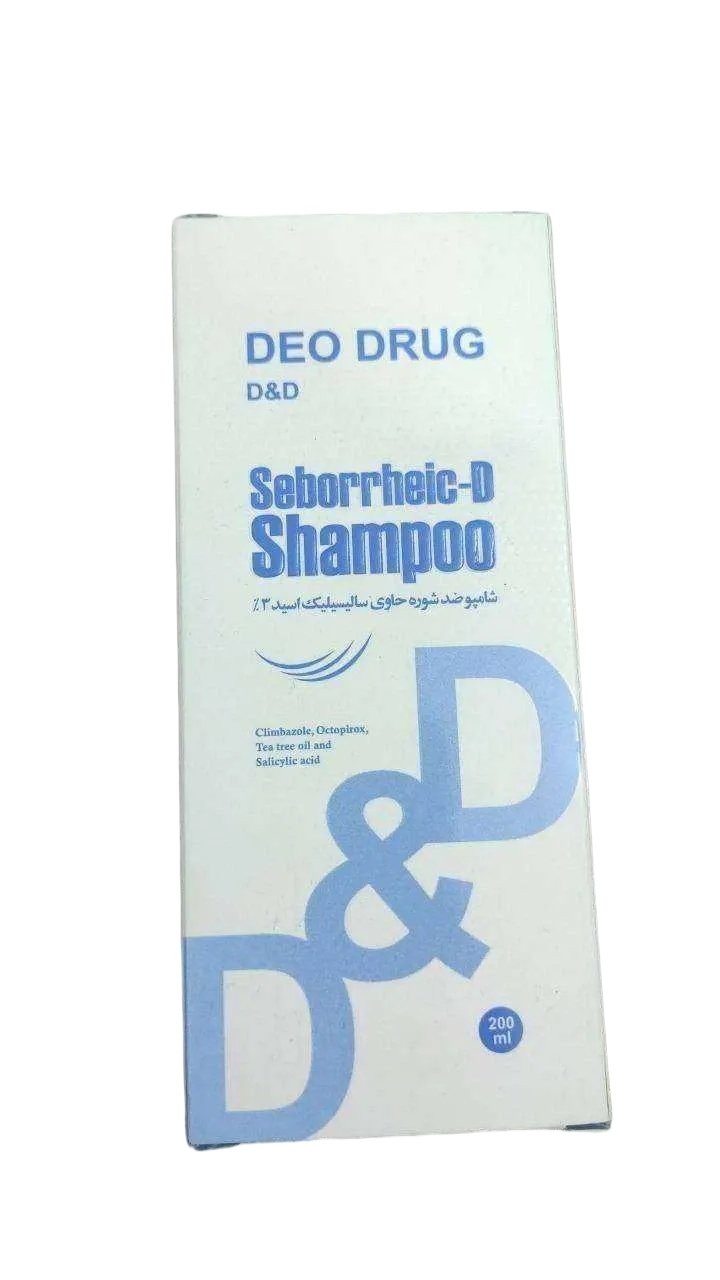 DEO DRUG
D&D
Seborrheic-D
Shampoo
شامپو ضد شوره حاوی سالیسیلیک اسید ۳٪
Climbazole, Octopirox,
Tea tree oil and
Salicylic acid
D&D
200
ml